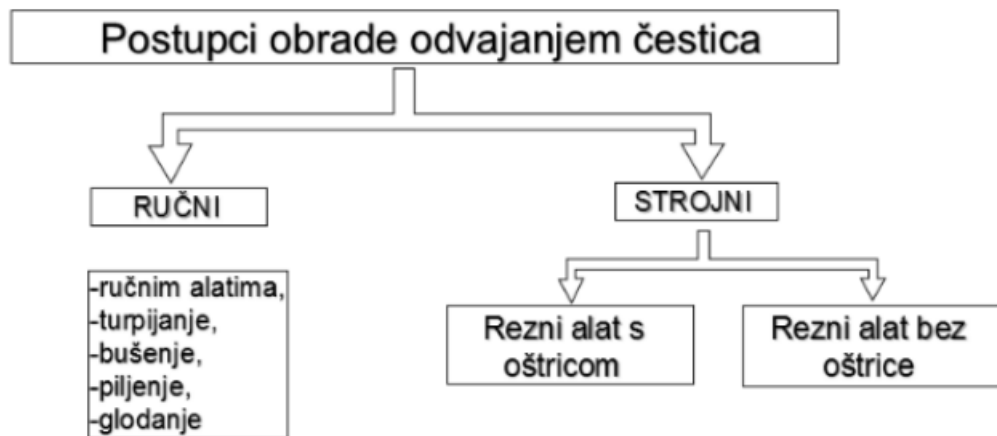 Postupci obrade odvajanjem čestica
RUČNI
STROJNI
-ručnim alatima,
-turpijanje,
-bušenje,
-piljenje,
-glodanje
Rezni alat s
oštricom
Rezni alat bez
oštrice